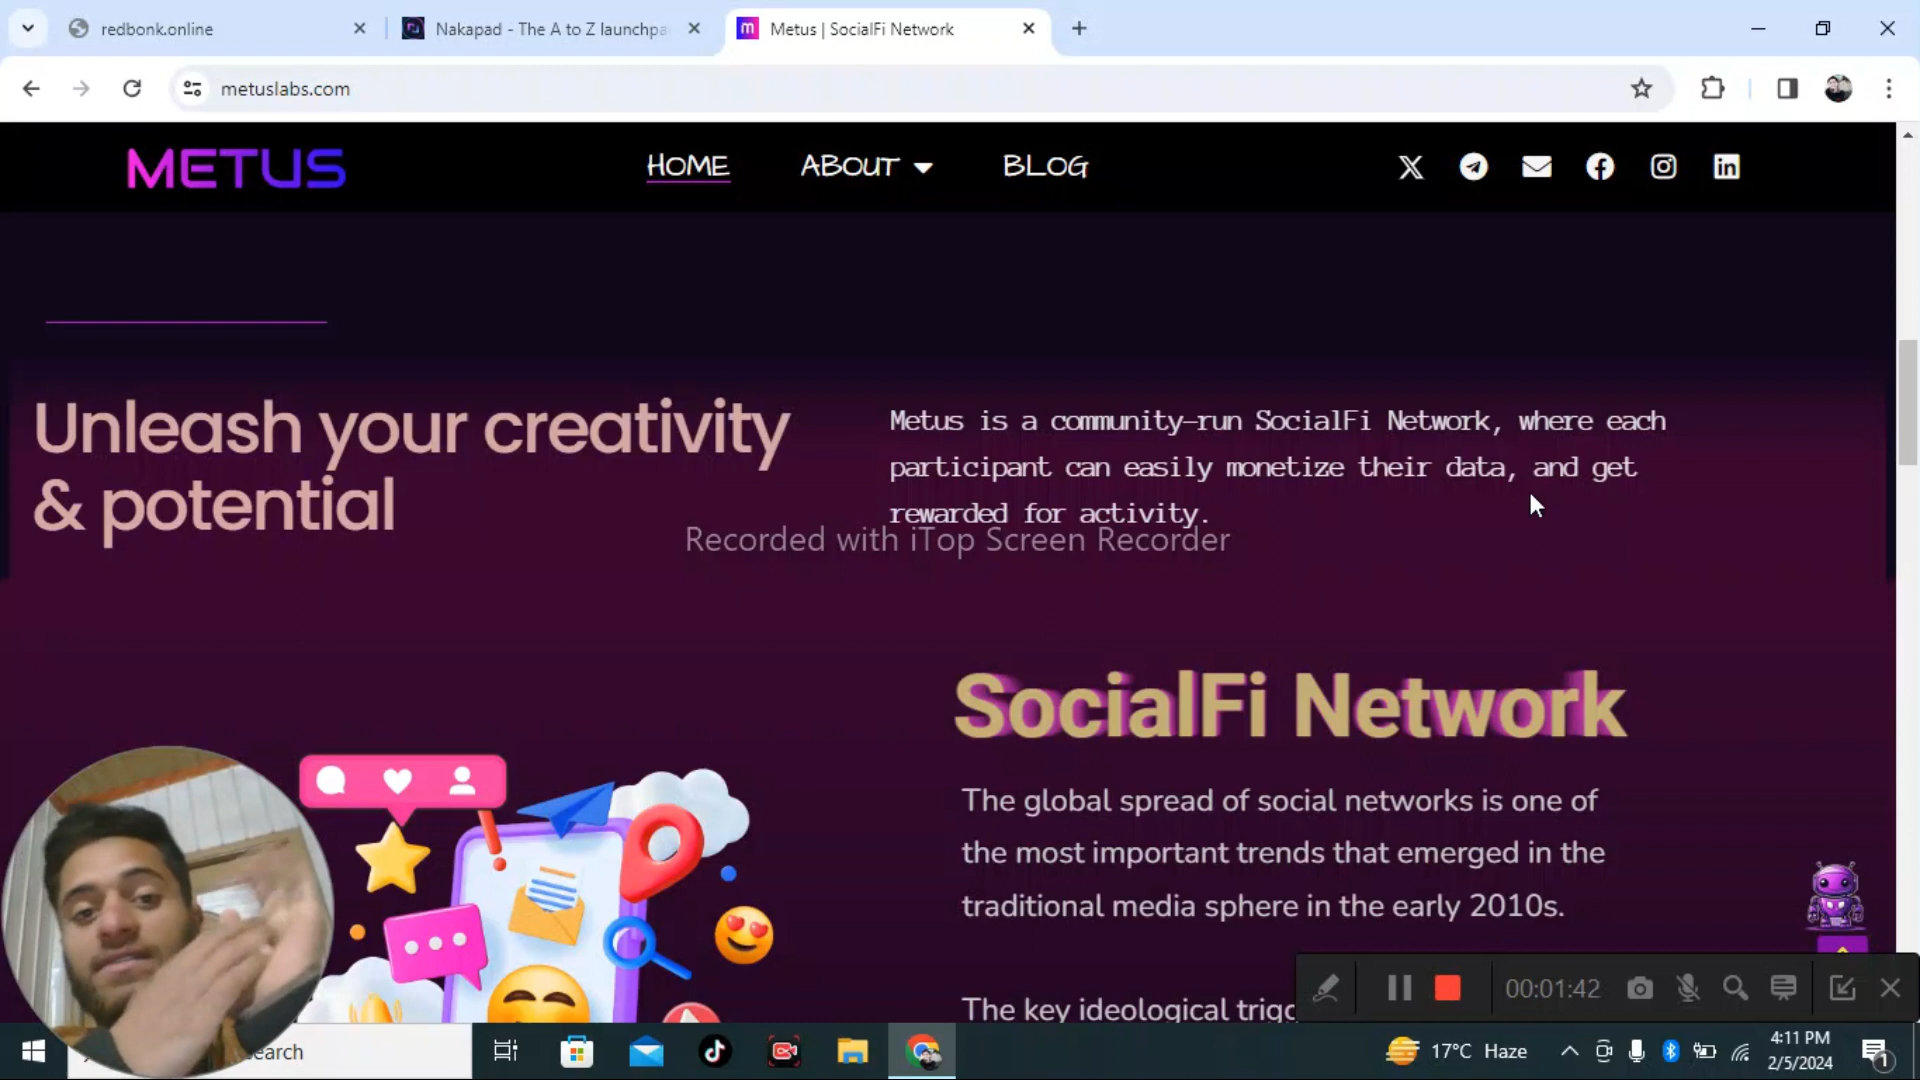 redbonk.online
Nakapad - The A to Z launchpa
Metus | SocialFi Network
metuslabs.com
METUS
HOME
ABOUT
BLOG
Unleash your creativity
& potential
Metus is a community-run SocialFi Network, where each
participant can easily monetize their data, and get
rewarded for activity.
Recorded with iTop Screen Recorder
SocialFi Network
The global spread of social networks is one of
the most important trends that emerged in the
traditional media sphere in the early 2010s.
The key ideological
00:01:42
17°C Haze
4:11 PM
2/5/2024
1